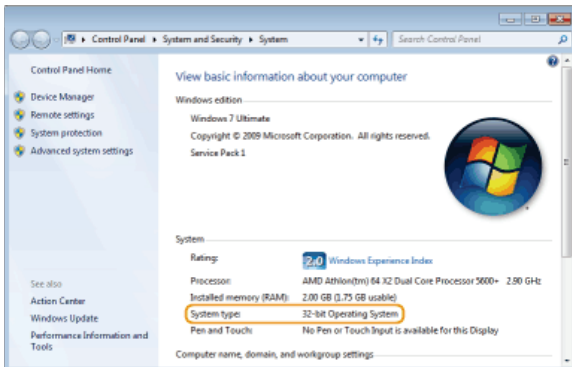 Control Panel ▸ System and Security ▸ System
Search Control Panel
Control Panel Home
Device Manager
Remote settings
System protection
Advanced system settings
See also
Action Center
Windows Update
Performance Information and
Tools
View basic information about your computer
Windows edition
Windows 7 Ultimate
Copyright © 2009 Microsoft Corporation. All rights reserved.
Service Pack 1
System
Rating: 2.0 Windows Experience Index
Processor: AMD Athlon(tm) 64 X2 Dual Core Processor 5600+ 2.90 GHz
Installed memory (RAM): 2.00 GB (1.75 GB usable)
System type: 32-bit Operating System
Pen and Touch: No Pen or Touch Input is available for this Display
Computer name, domain, and workgroup settings